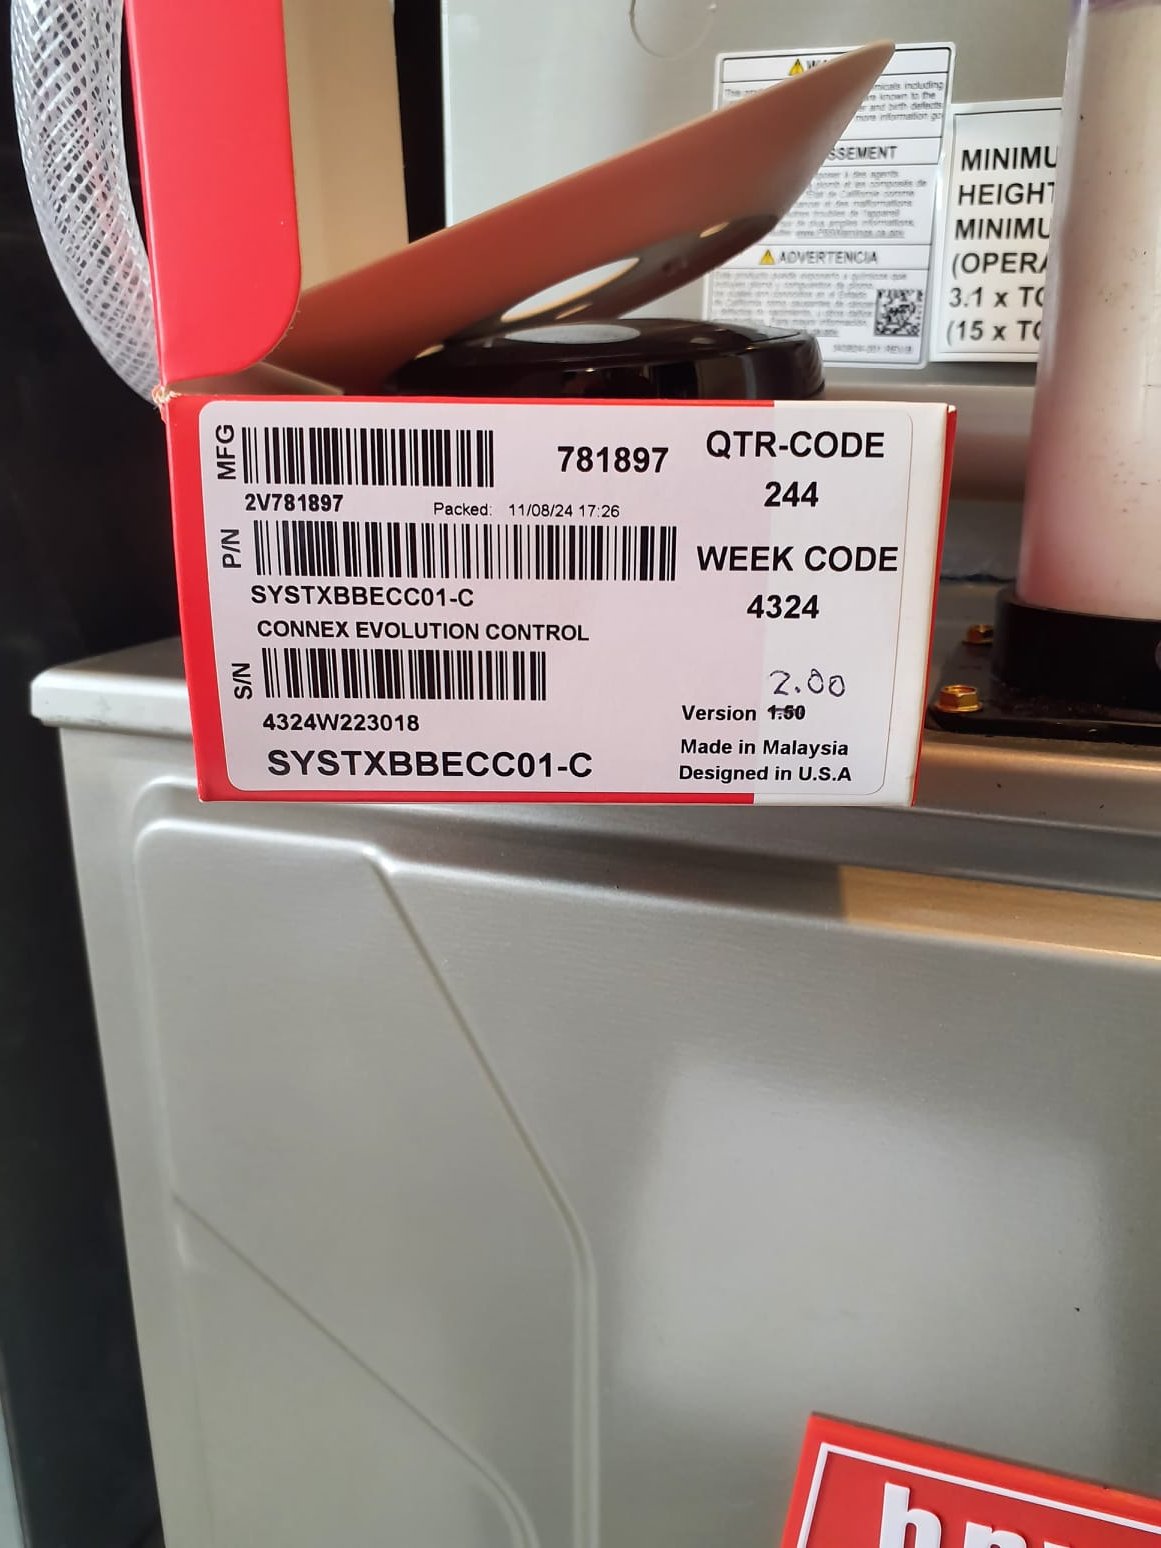 SSEMENT
ADVERTENCIA
MINIMU
HEIGHT
MINIMU
(OPERA
3.1 x TO
(15 x TO
MFG
781897
QTR-CODE
2V781897
Packed: 11/08/24 17:26
244
P/N
WEEK CODE
SYSTXBBECC01-C
4324
CONNEX EVOLUTION CONTROL
S/N
2.00
4324W223018
Version 1.50
SYSTXBBECC01-C
Made in Malaysia
Designed in U.S.A